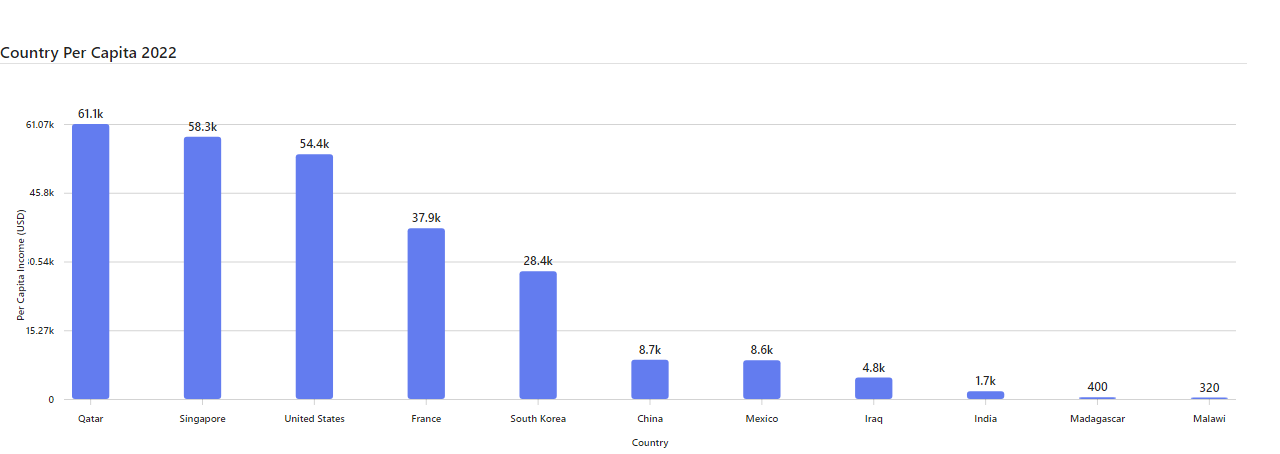 Country Per Capita 2022
61.1k
61.07k
58.3k
54.4k
45.8k
37.9k
Per Capita Income (USD)
28.4k
30.54k
15.27k
8.7k
8.6k
4.8k
1.7k
400
320
0
Qatar
Singapore
United States
France
South Korea
China
Mexico
Iraq
India
Madagascar
Malawi
Country